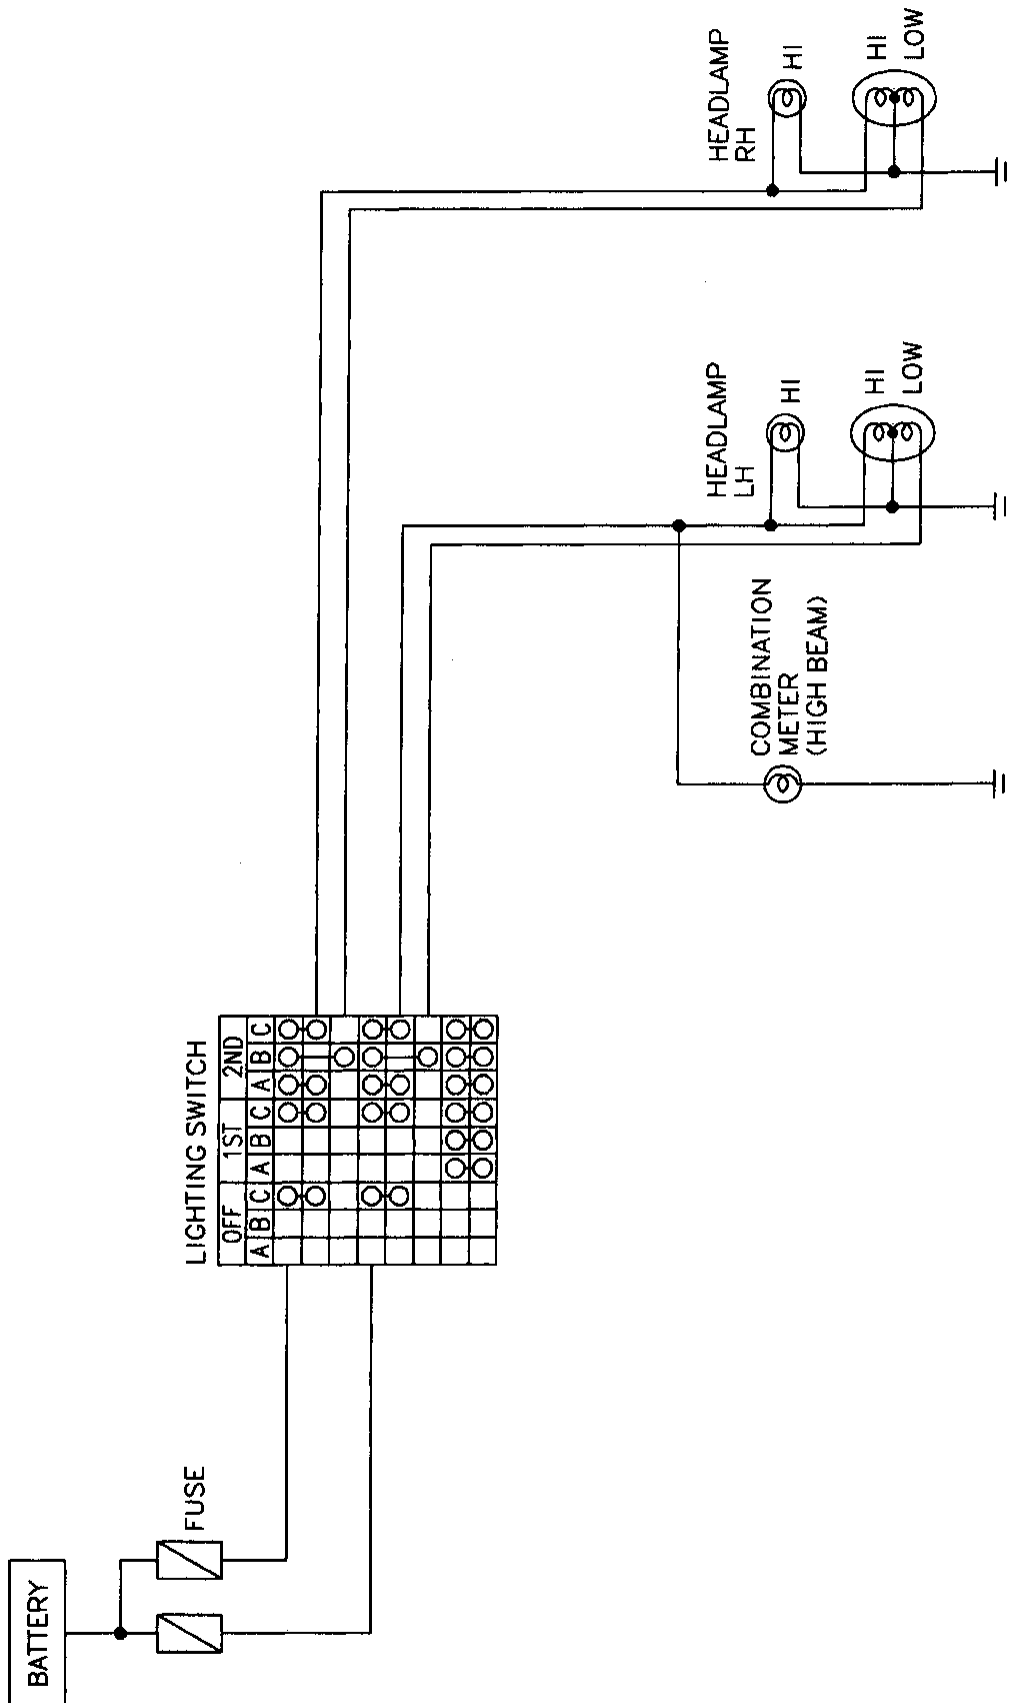 BATTERY
FUSE
LIGHTING SWITCH
OFF 1ST 2ND
A B C A B C A B C
COMBINATION
METER
(HIGH BEAM)
HEADLAMP
LH
HI
HI
LOW
HEADLAMP
RH
HI
HI
LOW